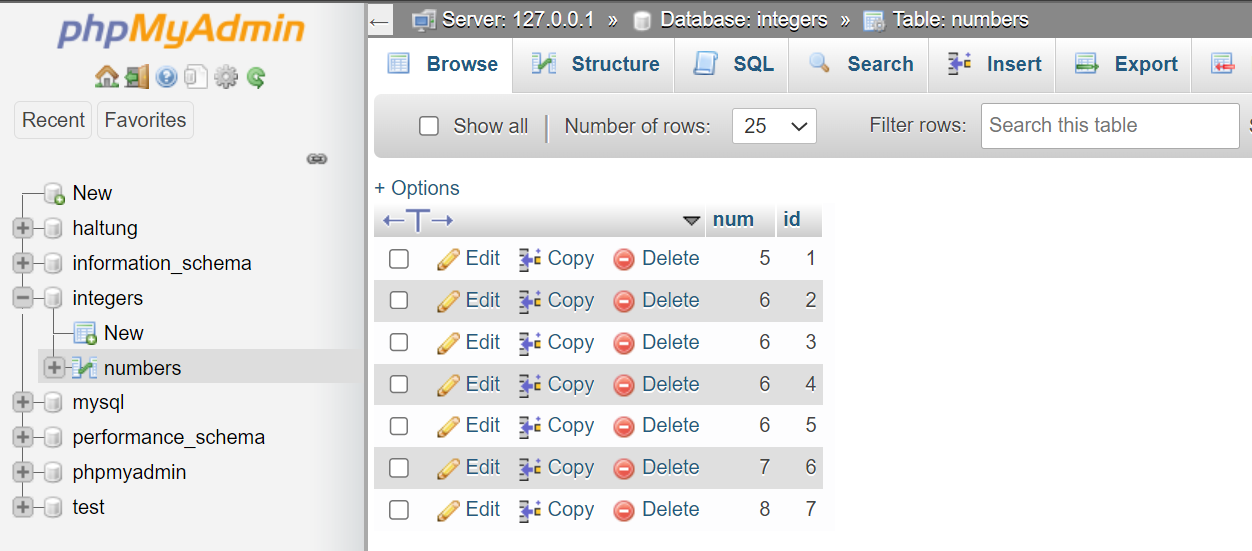 phpMyAdmin
Recent Favorites
New
haltung
information_schema
integers
New
numbers
mysql
performance_schema
phpmyadmin
test
Server: 127.0.0.1 » Database: integers » Table: numbers
Browse Structure SQL Search Insert Export
Show all | Number of rows: 25 Filter rows: Search this table
+ Options
←T→ num id
Edit Copy Delete 5 1
Edit Copy Delete 6 2
Edit Copy Delete 6 3
Edit Copy Delete 6 4
Edit Copy Delete 6 5
Edit Copy Delete 7 6
Edit Copy Delete 8 7